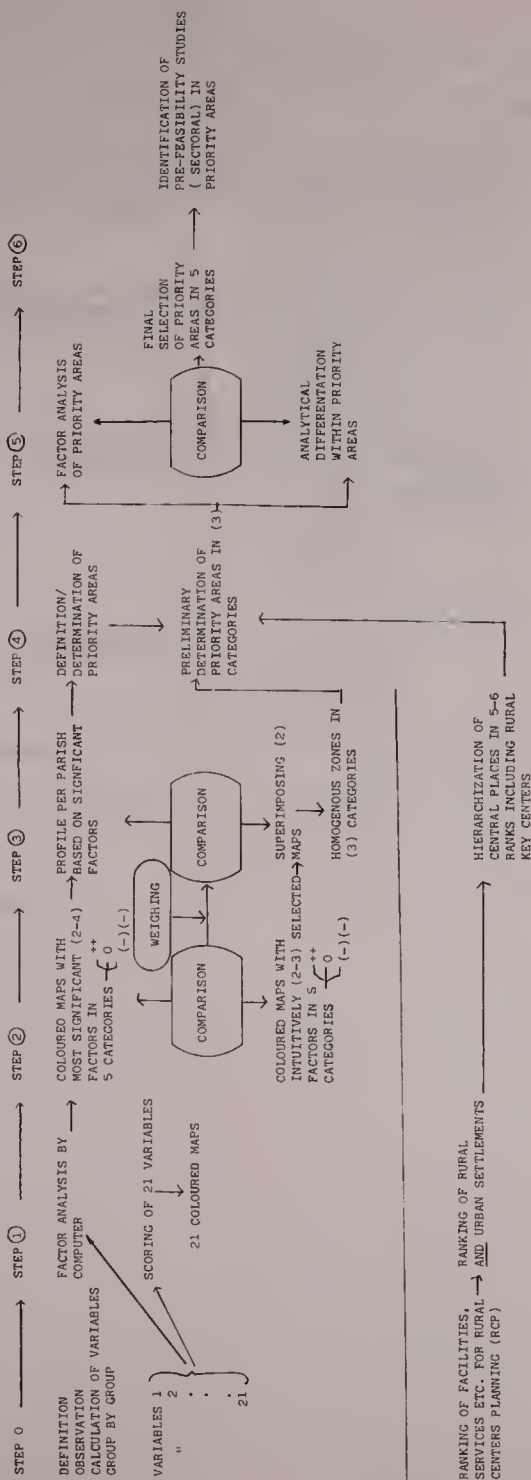 STEP 0 → STEP ① → STEP ② → STEP ③ → STEP ④ → STEP ⑤ → STEP ⑥
DEFINITION
OBSERVATION
CALCULATION OF VARIABLES
GROUP BY GROUP
VARIABLES 1
" 2
.
.
21
FACTOR ANALYSIS BY
COMPUTER
SCORING OF 21 VARIABLES
21 COLOURED MAPS
COLOURED MAPS WITH
MOST SIGNIFICANT (2-4)
FACTORS IN
5 CATEGORIES
++
O
(-)(-)
COMPARISON
WEIGHING
COLOURED MAPS WITH
INTUITIVELY (2-3) SELECTED
FACTORS IN 5
CATEGORIES
++
O
(-)(-)
PROFILE PER PARISH
BASED ON SIGNFICANT
FACTORS
COMPARISON
SUPERIMPOSING (2)
MAPS
HOMOGENOUS ZONES IN
(3) CATEGORIES
DEFINITION/
DETERMINATION OF
PRIORITY AREAS
PRELIMINARY
DETERMINATION OF
PRIORITY AREAS IN (3)
CATEGORIES
FACTOR ANALYSIS
OF PRIORITY AREAS
COMPARISON
ANALYTICAL
DIFFERENTATION
WITHIN PRIORITY
AREAS
FINAL
SELECTION
OF PRIORITY
AREAS IN 5
CATEGORIES
IDENTIFICATION OF
PRE-FEASIBILITY STUDIES
( SECTORAL) IN
PRIORITY AREAS
RANKING OF FACILITIES,
SERVICES ETC. FOR RURAL
CENTERS PLANNING (RCP)
RANKING OF RURAL
AND URBAN SETTLEMENTS
HIERARCHIZATION OF
CENTRAL PLACES IN 5-6
RANKS INCLUDING RURAL
KEY CENTERS